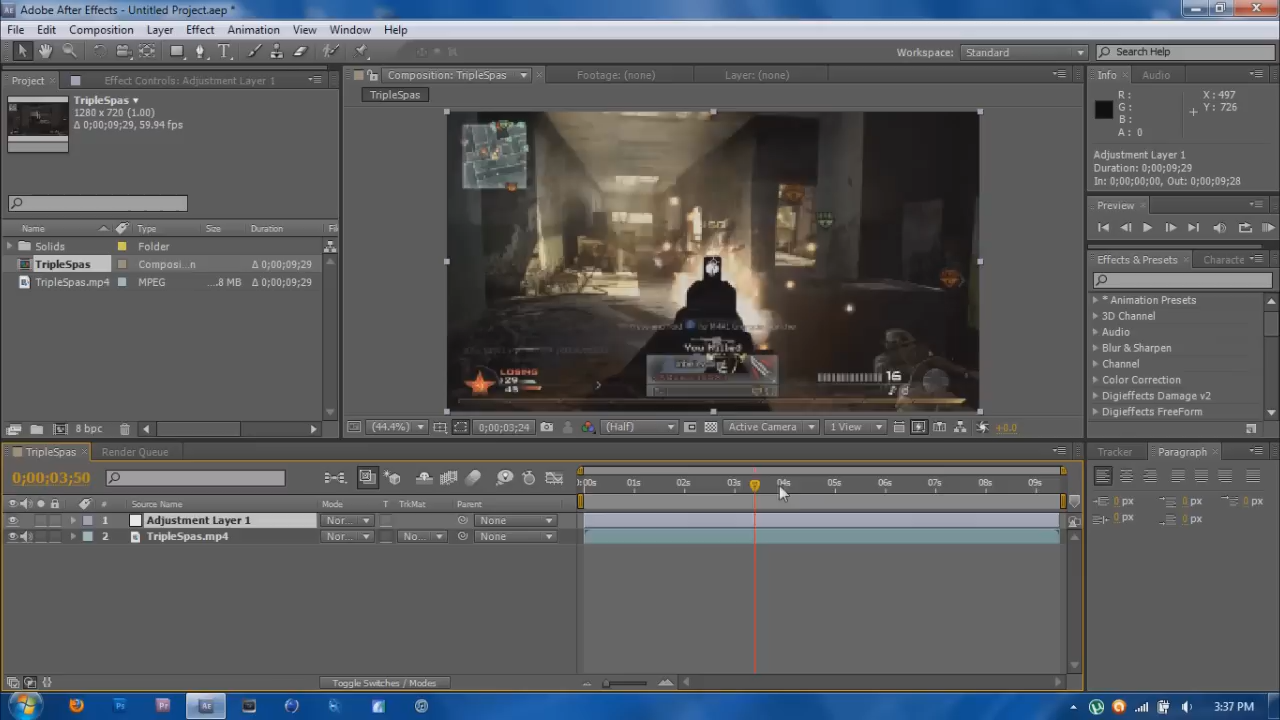 Adobe After Effects - Untitled Project.aep *
File Edit Composition Layer Effect Animation View Window Help
Workspace: Standard Search Help
Project Effect Controls: Adjustment Layer 1
Composition: TripleSpas Footage: (none) Layer: (none)
Info Audio
TripleSpas
1280 x 720 (1.00)
Δ 0;00;09;29, 59.94 fps
TripleSpas
R :
G :
B :
A : 0
X : 497
Y : 726
Adjustment Layer 1
Duration: 0;00;09;29
In: 0;00;00;00, Out: 0;00;09;28
Preview
Name Type Size Duration Fi
Solids Folder
TripleSpas Composi...n Δ 0;00;09;29
TripleSpas.mp4 MPEG ...8 MB Δ 0;00;09;29
Effects & Presets Characte
* Animation Presets
3D Channel
Audio
Blur & Sharpen
Channel
Color Correction
Digieffects Damage v2
Digieffects FreeForm
You Killed
LOSING
29
16
8 bpc
(44.4%) 0;00;03;24 (Half) Active Camera 1 View +0.0
TripleSpas Render Queue
Tracker Paragraph
0;00;03;50
):00s 01s 02s 03s 04s 05s 06s 07s 08s 09s
# Source Name Mode T TrkMat Parent
1 Adjustment Layer 1 Nor... None
2 TripleSpas.mp4 Nor... No... None
0 px 0 px 0 px
0 px 0 px
Toggle Switches / Modes
3:37 PM